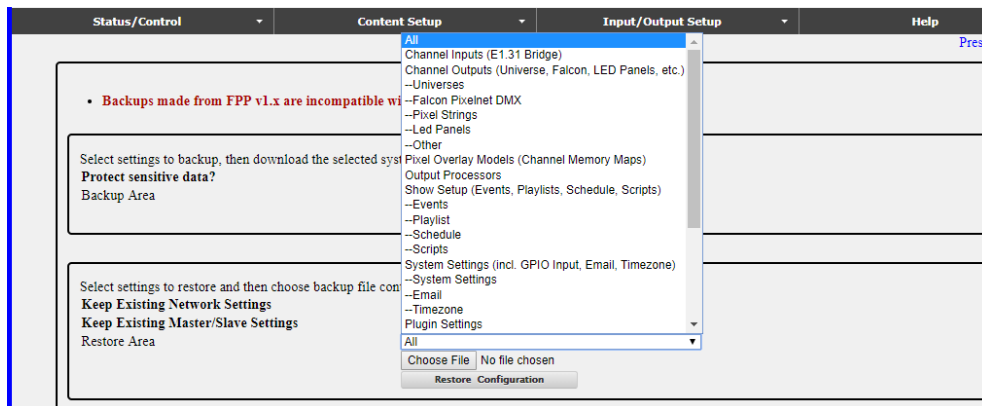 Status/Control Content Setup Input/Output Setup Help
Pres
• Backups made from FPP v1.x are incompatible wi
Select settings to backup, then download the selected syst
Protect sensitive data?
Backup Area
Select settings to restore and then choose backup file con
Keep Existing Network Settings
Keep Existing Master/Slave Settings
Restore Area
All
Channel Inputs (E1.31 Bridge)
Channel Outputs (Universe, Falcon, LED Panels, etc.)
--Universes
--Falcon Pixelnet DMX
--Pixel Strings
--Led Panels
--Other
Pixel Overlay Models (Channel Memory Maps)
Output Processors
Show Setup (Events, Playlists, Schedule, Scripts)
--Events
--Playlist
--Schedule
--Scripts
System Settings (incl. GPIO Input, Email, Timezone)
--System Settings
--Email
--Timezone
Plugin Settings
All
Choose File No file chosen
Restore Configuration